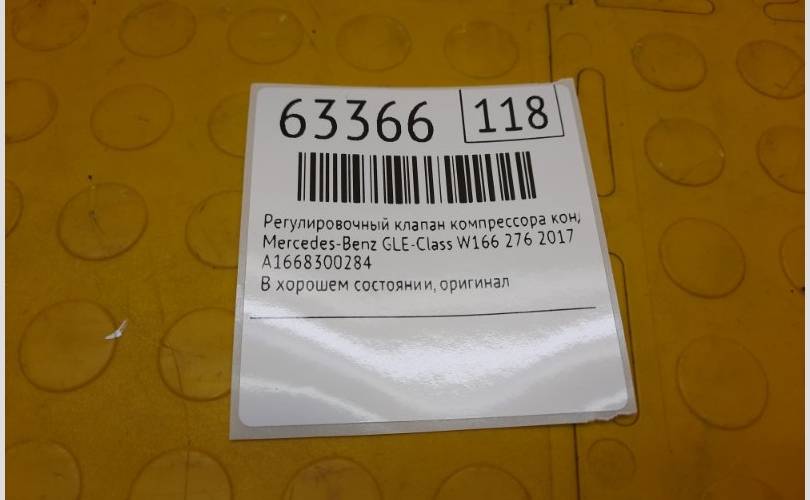 63366 118
Регулировочный клапан компрессора кон
Mercedes-Benz GLE-Class W166 276 2017
A1668300284
В хорошем состоянии, оригинал